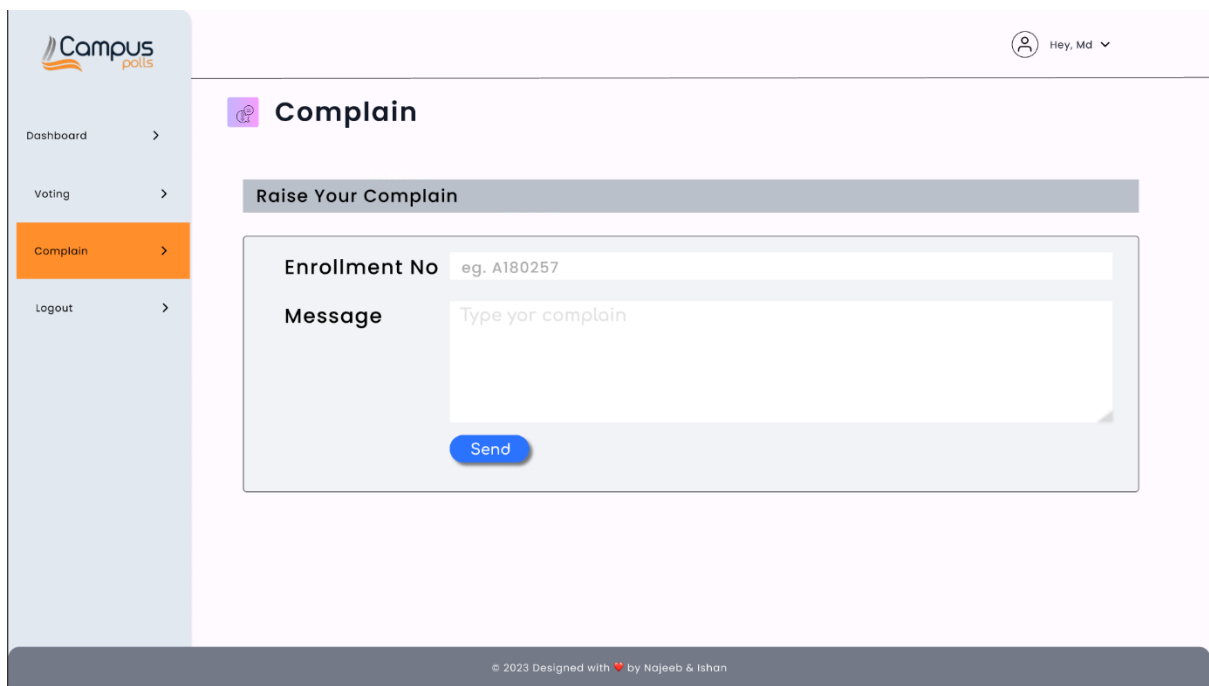 Campus
polls
Hey, Md
Complain
Dashboard
Voting
Complain
Logout
Raise Your Complain
Enrollment No
eg. A180257
Message
Type yor complain
Send
© 2023 Designed with ❤ by Najeeb & Ishan